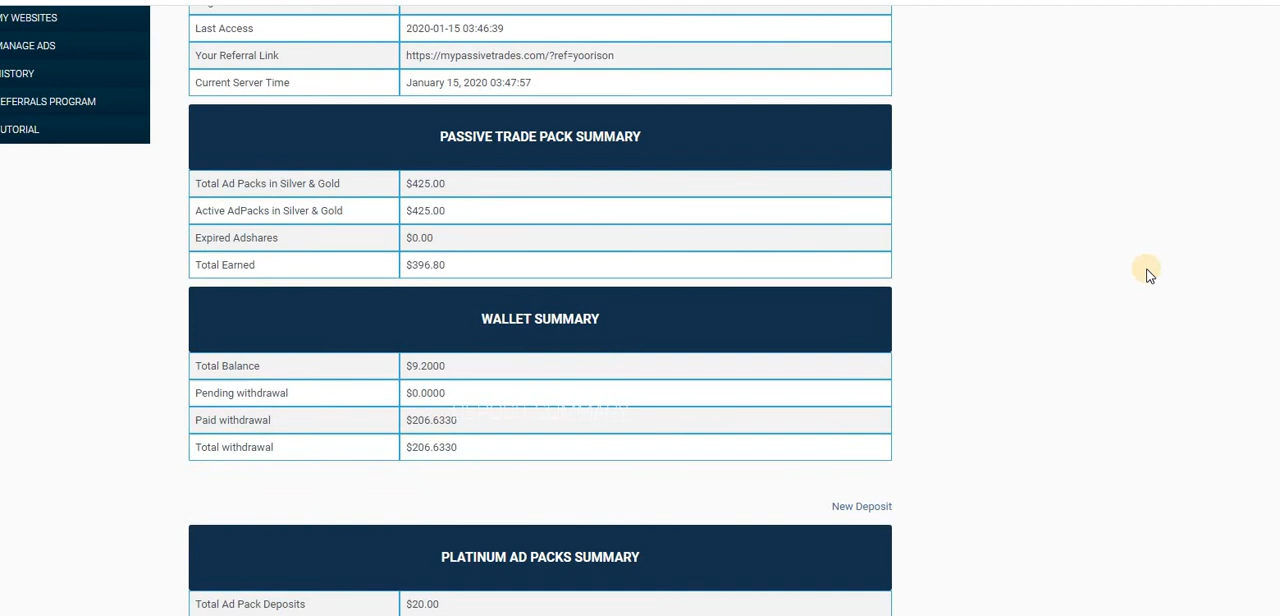 MY WEBSITES
MANAGE ADS
HISTORY
REFERRALS PROGRAM
TUTORIAL
Last Access 2020-01-15 03:46:39
Your Referral Link https://mypassivetrades.com/?ref=yoorison
Current Server Time January 15, 2020 03:47:57
PASSIVE TRADE PACK SUMMARY
Total Ad Packs in Silver & Gold $425.00
Active AdPacks in Silver & Gold $425.00
Expired Adshares $0.00
Total Earned $396.80
WALLET SUMMARY
Total Balance $9.2000
Pending withdrawal $0.0000
Paid withdrawal $206.6330
Total withdrawal $206.6330
New Deposit
PLATINUM AD PACKS SUMMARY
Total Ad Pack Deposits $20.00